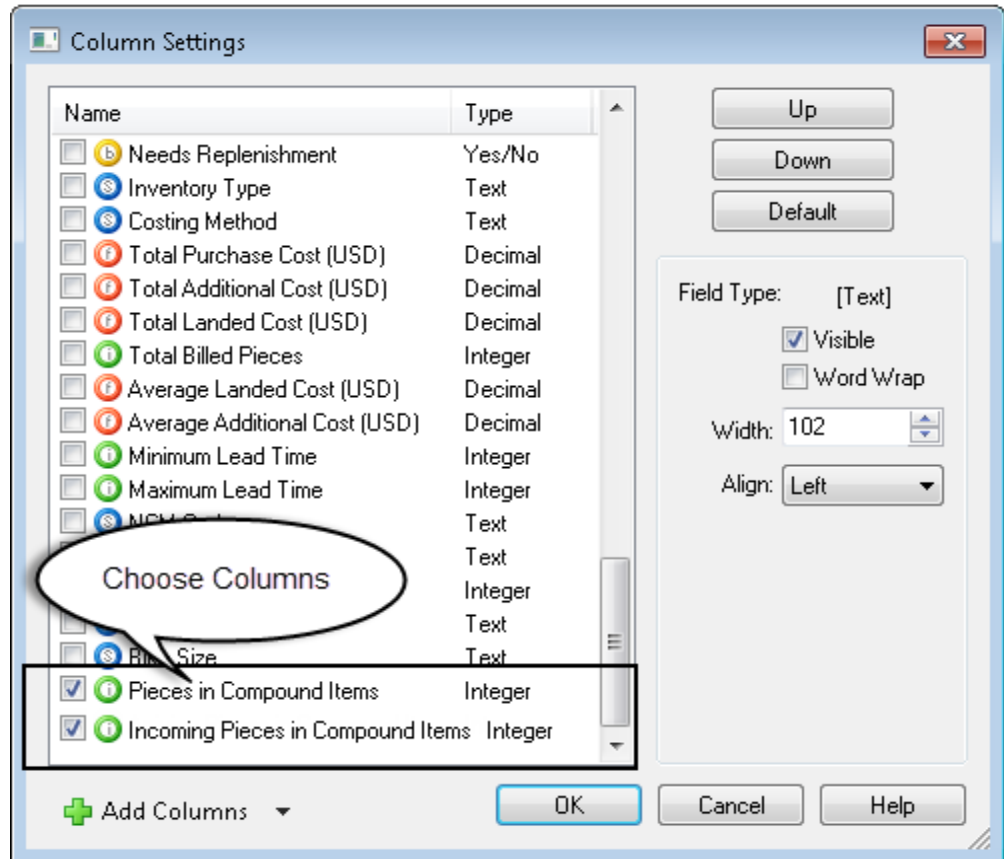 Column Settings
Name Type
Needs Replenishment Yes/No
Inventory Type Text
Costing Method Text
Total Purchase Cost (USD) Decimal
Total Additional Cost (USD) Decimal
Total Landed Cost (USD) Decimal
Total Billed Pieces Integer
Average Landed Cost (USD) Decimal
Average Additional Cost (USD) Decimal
Minimum Lead Time Integer
Maximum Lead Time Integer
Text
Text
Integer
Text
Size Text
Pieces in Compound Items Integer
Incoming Pieces in Compound Items Integer
Choose Columns
Add Columns
Up
Down
Default
Field Type: [Text]
Visible
Word Wrap
Width: 102
Align: Left
OK Cancel Help